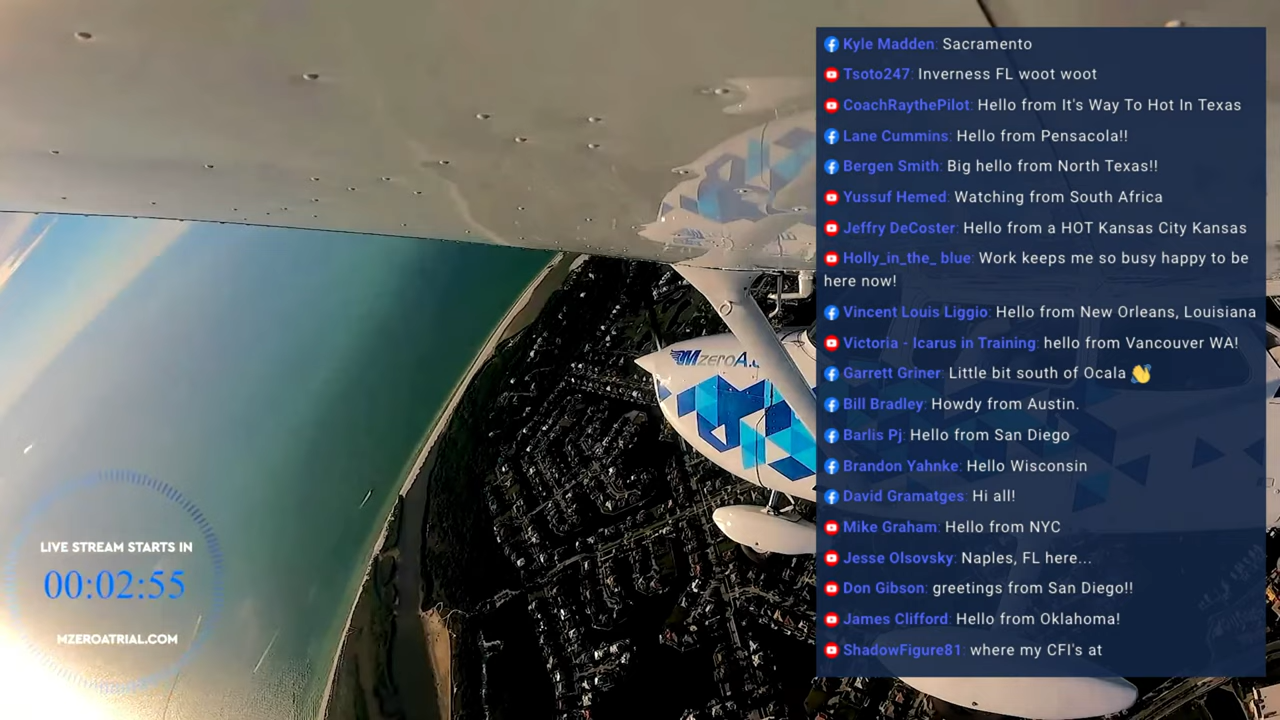 Kyle Madden: Sacramento
Tsoto247: Inverness FL woot woot
CoachRaythePilot: Hello from It's Way To Hot In Texas
Lane Cummins: Hello from Pensacola!!
Bergen Smith: Big hello from North Texas!!
Yussuf Hemed: Watching from South Africa
Jeffry DeCoster: Hello from a HOT Kansas City Kansas
Holly_in_the_ blue: Work keeps me so busy happy to be
here now!
Vincent Louis Liggio: Hello from New Orleans, Louisiana
Victoria - Icarus in Training: hello from Vancouver WA!
MZEROA.
Garrett Griner: Little bit south of Ocala 👋
Bill Bradley: Howdy from Austin.
Barlis Pj: Hello from San Diego
Brandon Yahnke: Hello Wisconsin
David Gramatges: Hi all!
Mike Graham: Hello from NYC
Jesse Olsovsky: Naples, FL here...
Don Gibson: greetings from San Diego!!
James Clifford: Hello from Oklahoma!
ShadowFigure81: where my CFI's at
LIVE STREAM STARTS IN
00:02:55
MZEROATRIAL.COM